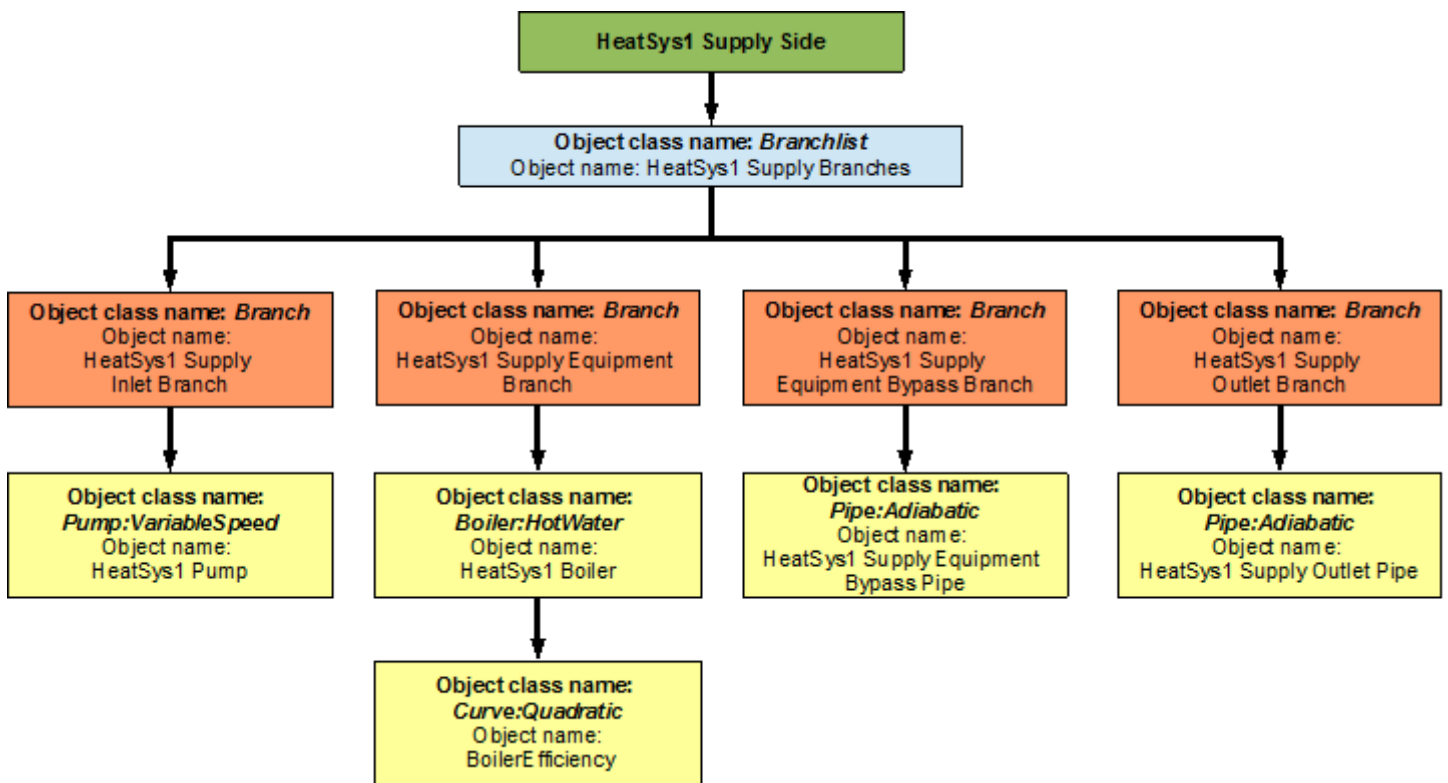 HeatSys1 Supply Side
Object class name: Branchlist
Object name: HeatSys1 Supply Branches
Object class name: Branch
Object name:
HeatSys1 Supply
Inlet Branch
Object class name: Branch
Object name:
HeatSys1 Supply Equipment
Branch
Object class name: Branch
Object name:
HeatSys1 Supply
Equipment Bypass Branch
Object class name: Branch
Object name:
HeatSys1 Supply
Outlet Branch
Object class name:
Pump:VariableSpeed
Object name:
HeatSys1 Pump
Object class name:
Boiler:HotWater
Object name:
HeatSys1 Boiler
Object class name:
Pipe:Adiabatic
Object name:
HeatSys1 Supply Equipment
Bypass Pipe
Object class name:
Pipe:Adiabatic
Object name:
HeatSys1 Supply Outlet Pipe
Object class name:
Curve:Quadratic
Object name:
BoilerEfficiency